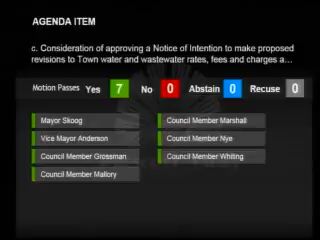 AGENDA ITEM
c. Consideration of approving a Notice of Intention to make proposed
revisions to Town water and wastewater rates, fees and charges a...
Motion Passes Yes 7 No 0 Abstain 0 Recuse 0
Mayor Skoog
Council Member Marshall
Vice Mayor Anderson
Council Member Nye
Council Member Grossman
Council Member Whiting
Council Member Mallory